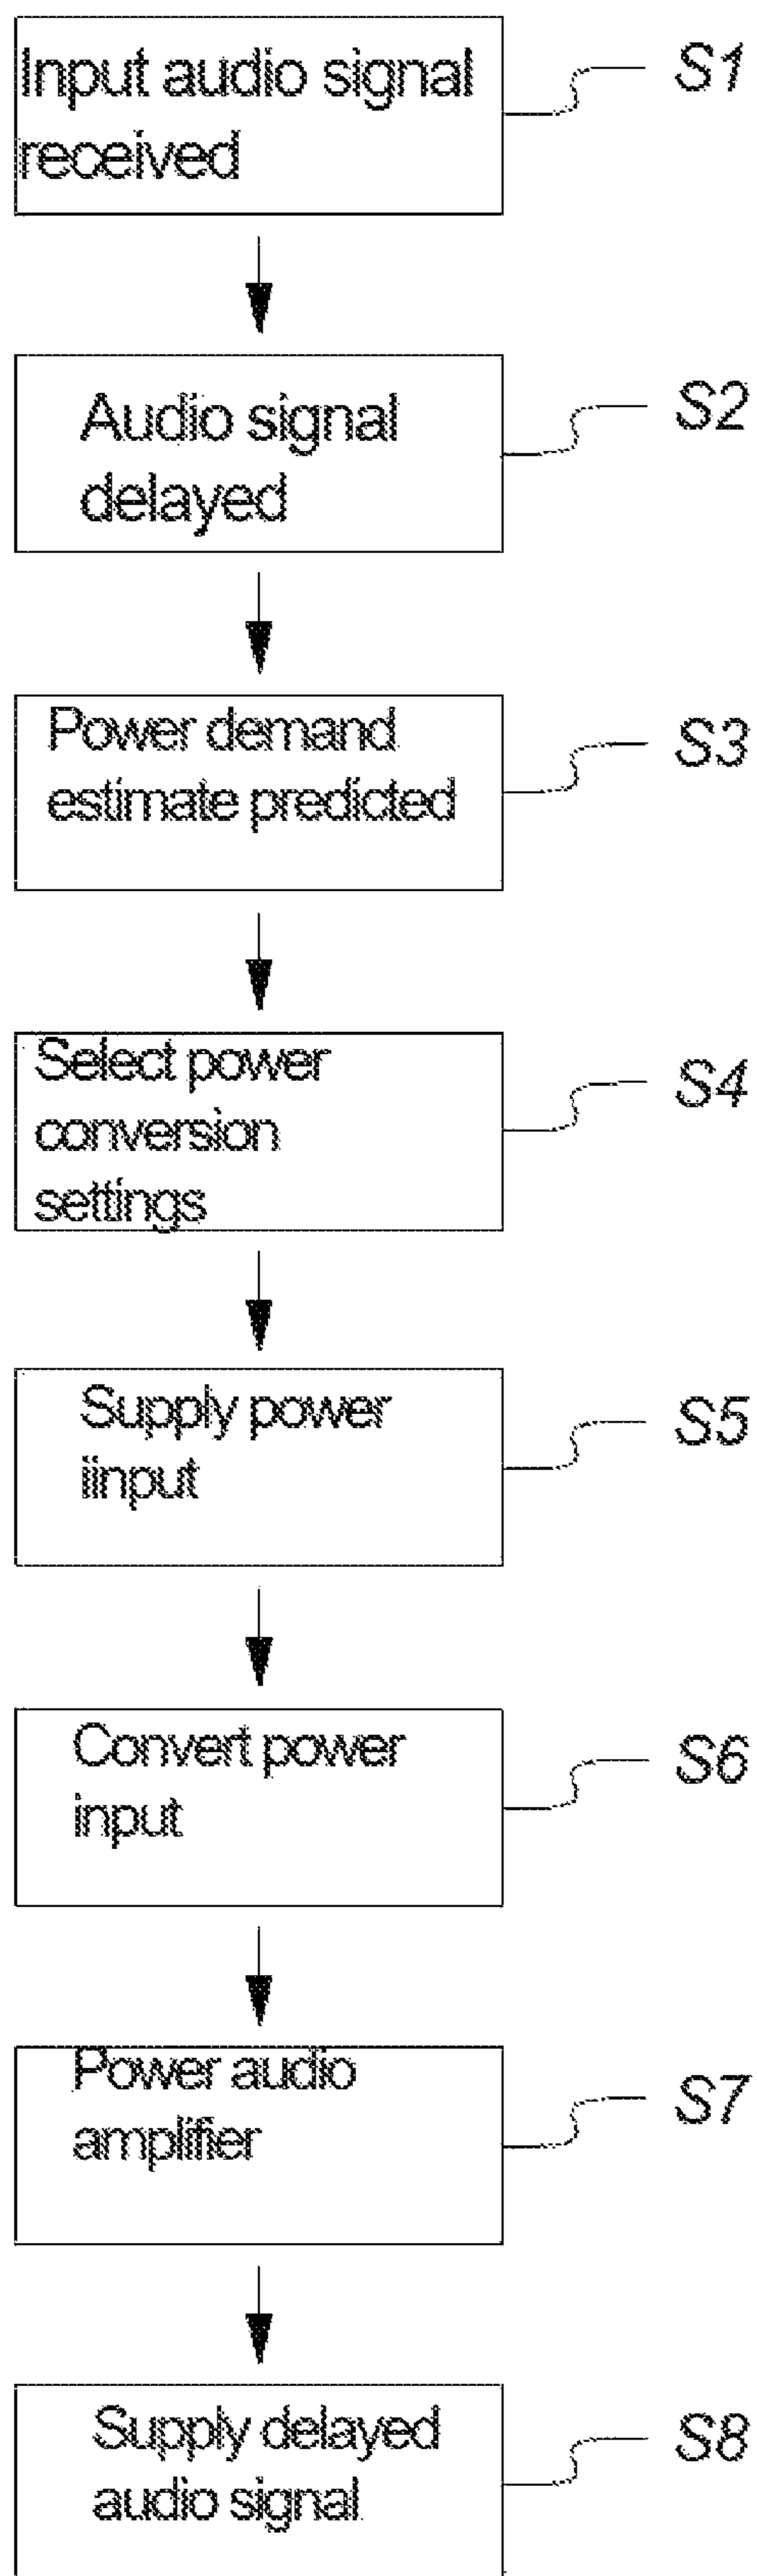 Input audio signal
received
S1
Audio signal
delayed
S2
Power demand
estimate predicted
S3
Select power
conversion
settings
S4
Supply power
iinput
S5
Convert power
input
S6
Power audio
amplifier
S7
Supply delayed
audio signal
S8